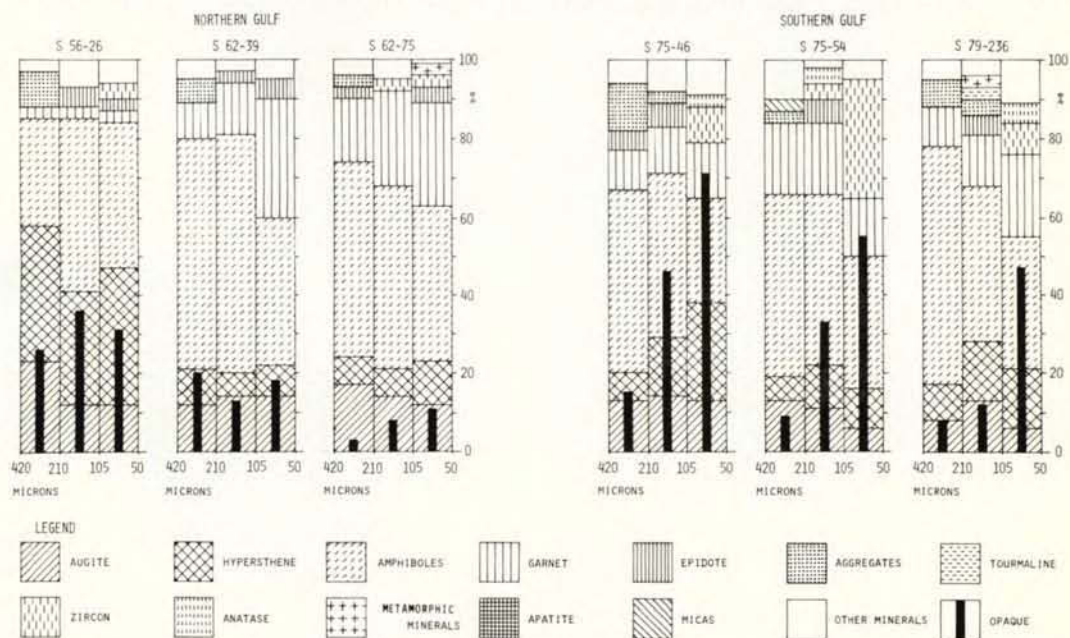 NORTHERN GULF
SOUTHERN GULF
S 56-26
S 62-39
S 62-75
S 75-46
S 75-54
S 79-236
100
%
80
60
40
20
0
100
%
80
60
40
20
0
420 210 105 50
MICRONS
420 210 105 50
MICRONS
420 210 105 50
MICRONS
420 210 105 50
MICRONS
420 210 105 50
MICRONS
420 210 105 50
MICRONS
LEGEND
AUGITE
HYPERSTHENE
AMPHIBOLES
GARNET
EPIDOTE
AGGREGATES
TOURMALINE
ZIRCON
ANATASE
METAMORPHIC MINERALS
APATITE
MICAS
OTHER MINERALS
OPAQUE